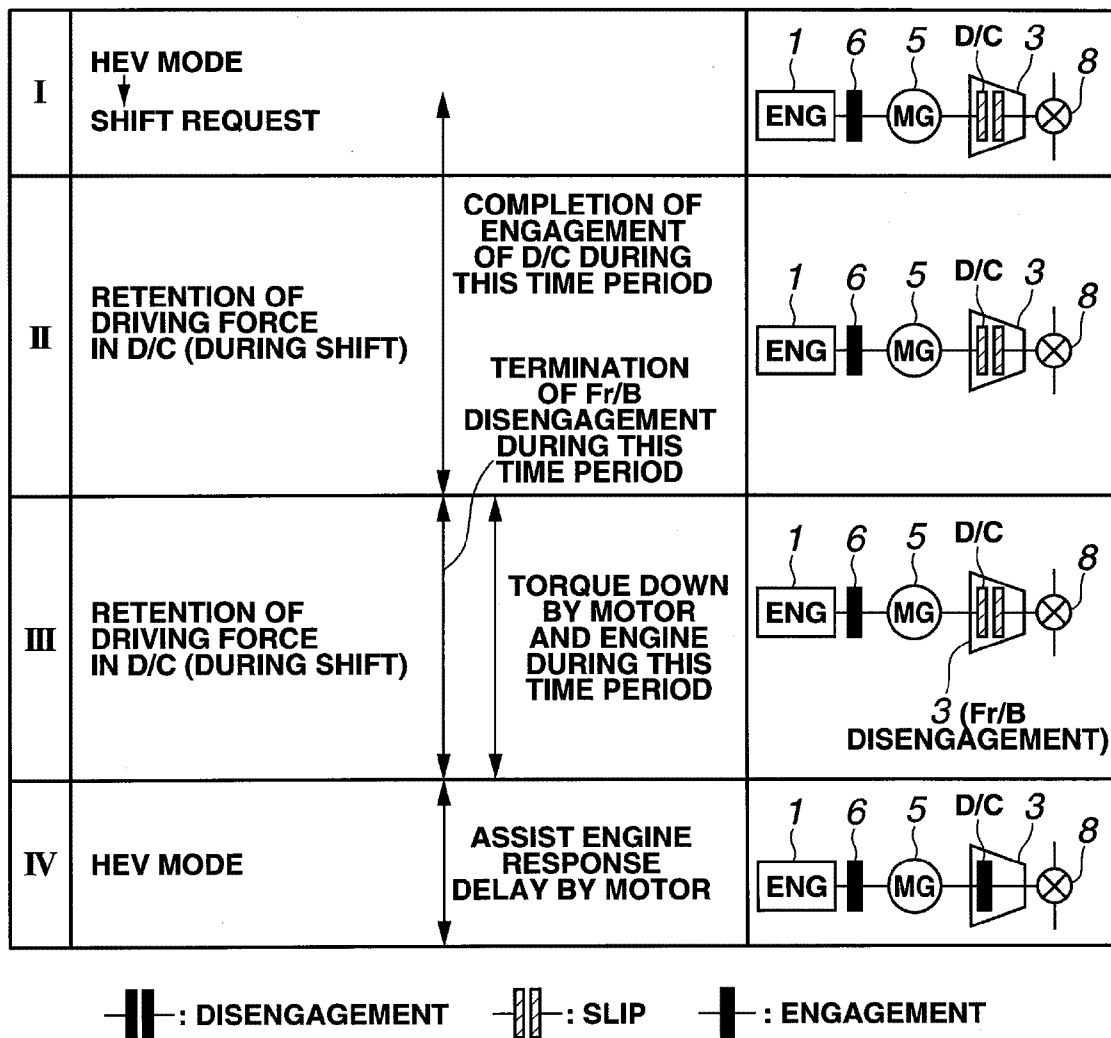 I
HEV MODE
SHIFT REQUEST
1 6 5 D/C 3 8
ENG MG
II
RETENTION OF
DRIVING FORCE
IN D/C (DURING SHIFT)
COMPLETION OF
ENGAGEMENT
OF D/C DURING
THIS TIME PERIOD
TERMINATION
OF Fr/B
DISENGAGEMENT
DURING THIS
TIME PERIOD
1 6 5 D/C 3 8
ENG MG
III
RETENTION OF
DRIVING FORCE
IN D/C (DURING SHIFT)
TORQUE DOWN
BY MOTOR
AND ENGINE
DURING THIS
TIME PERIOD
1 6 5 D/C 8
ENG MG
3 (Fr/B
DISENGAGEMENT)
IV
HEV MODE
ASSIST ENGINE
RESPONSE
DELAY BY MOTOR
1 6 5 D/C 3 8
ENG MG
: DISENGAGEMENT : SLIP : ENGAGEMENT